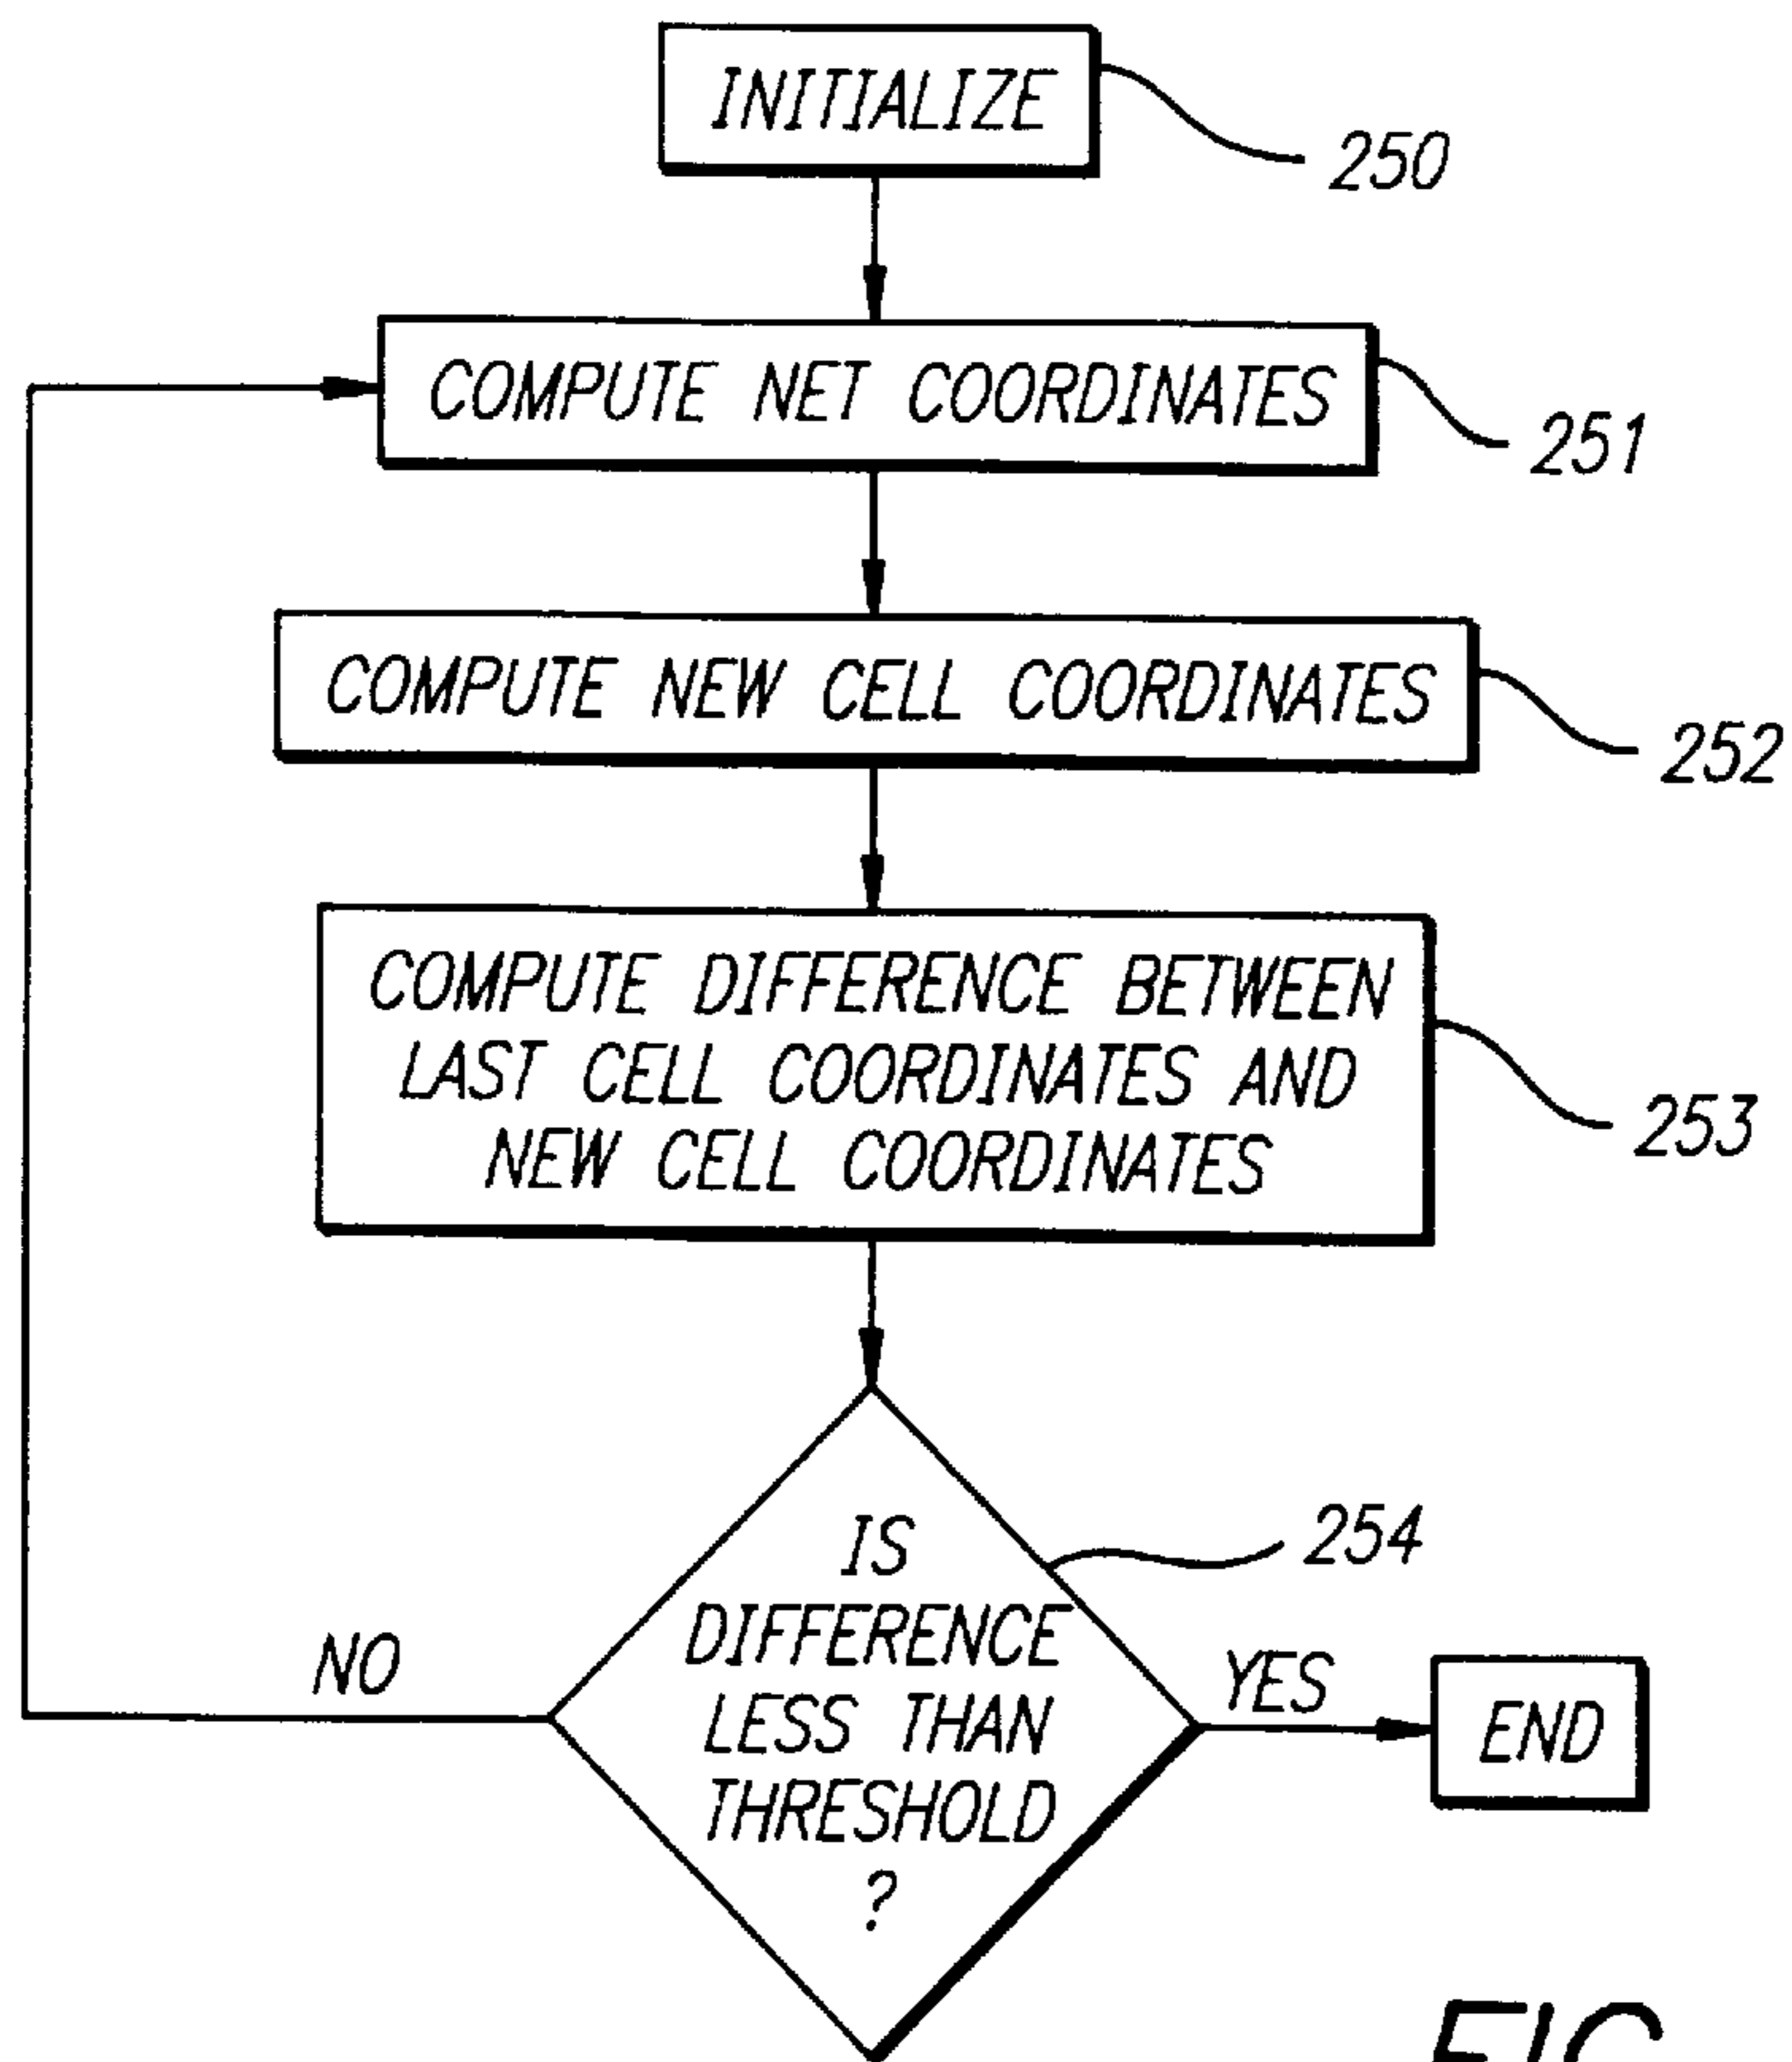 INITIALIZE
250
COMPUTE NET COORDINATES
251
COMPUTE NEW CELL COORDINATES
252
COMPUTE DIFFERENCE BETWEEN
LAST CELL COORDINATES AND
NEW CELL COORDINATES
253
IS
DIFFERENCE
LESS THAN
THRESHOLD
?
254
NO
YES
END
FIG